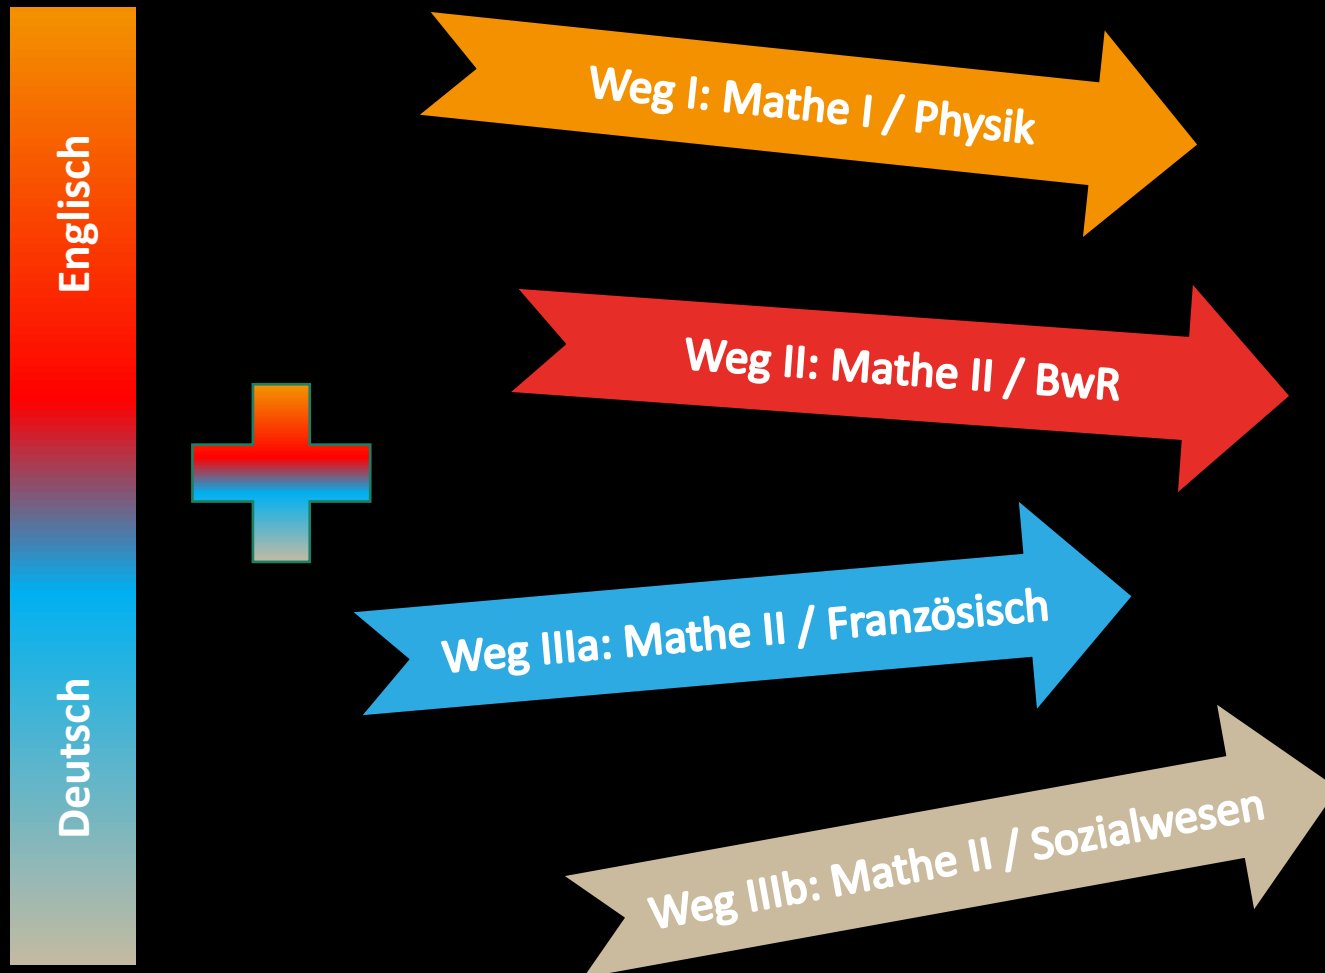 Englisch
Deutsch
Weg I: Mathe I / Physik
Weg II: Mathe II / BwR
Weg IIIa: Mathe II / Französisch
Weg IIIb: Mathe II / Sozialwesen